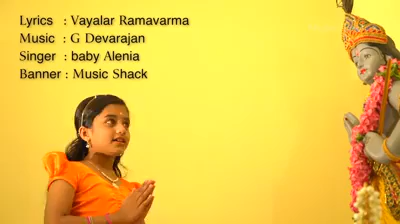 Lyrics : Vayalar Ramavarma
Music : G Devarajan
Singer : baby Alenia
Banner : Music Shack